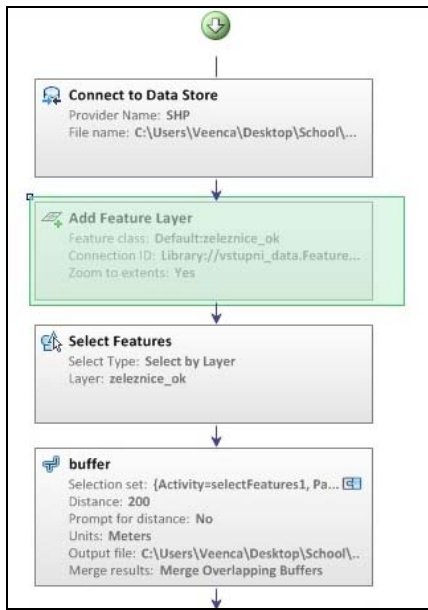 Connect to Data Store
Provider Name: SHP
File name: C:\Users\Veenca\Desktop\School\...
Add Feature Layer
Feature class: Default:zeleznice_ok
Connection ID: Library://vstupni_data.Feature...
Zoom to extents: Yes
Select Features
Select Type: Select by Layer
Layer: zeleznice_ok
buffer
Selection set: {Activity=selectFeatures1, Pa...
Distance: 200
Prompt for distance: No
Units: Meters
Output file: C:\Users\Veenca\Desktop\School\..
Merge results: Merge Overlapping Buffers